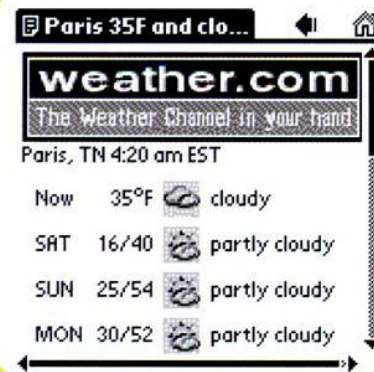 Paris 35F and clo...
weather.com
The Weather Channel in your hand
Paris, TN 4:20 am EST
Now 35°F cloudy
SAT 16/40 partly cloudy
SUN 25/54 partly cloudy
MON 30/52 partly cloudy